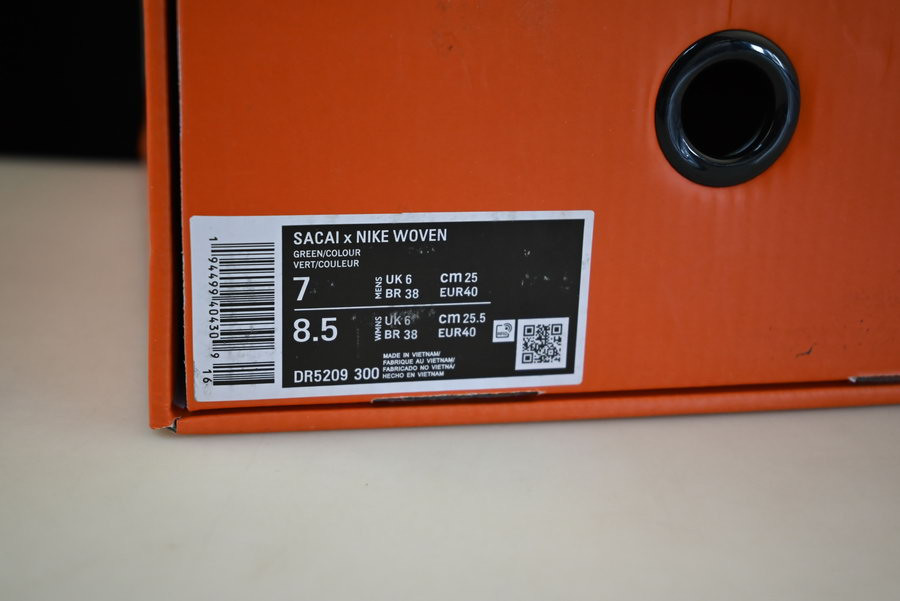 SACAI x NIKE WOVEN
GREEN/COLOUR
VERT/COULEUR
7 MENS UK 6 cm 25
BR 38 EUR40
8.5 WMNS UK 6 cm 25.5
BR 38 EUR40
MADE IN VIETNAM/
FABRIQUE AU VIETNAM/
FABRICADO NO VIETNA/
HECHO EN VIETNAM
DR5209 300
1 94499 40430 9 16